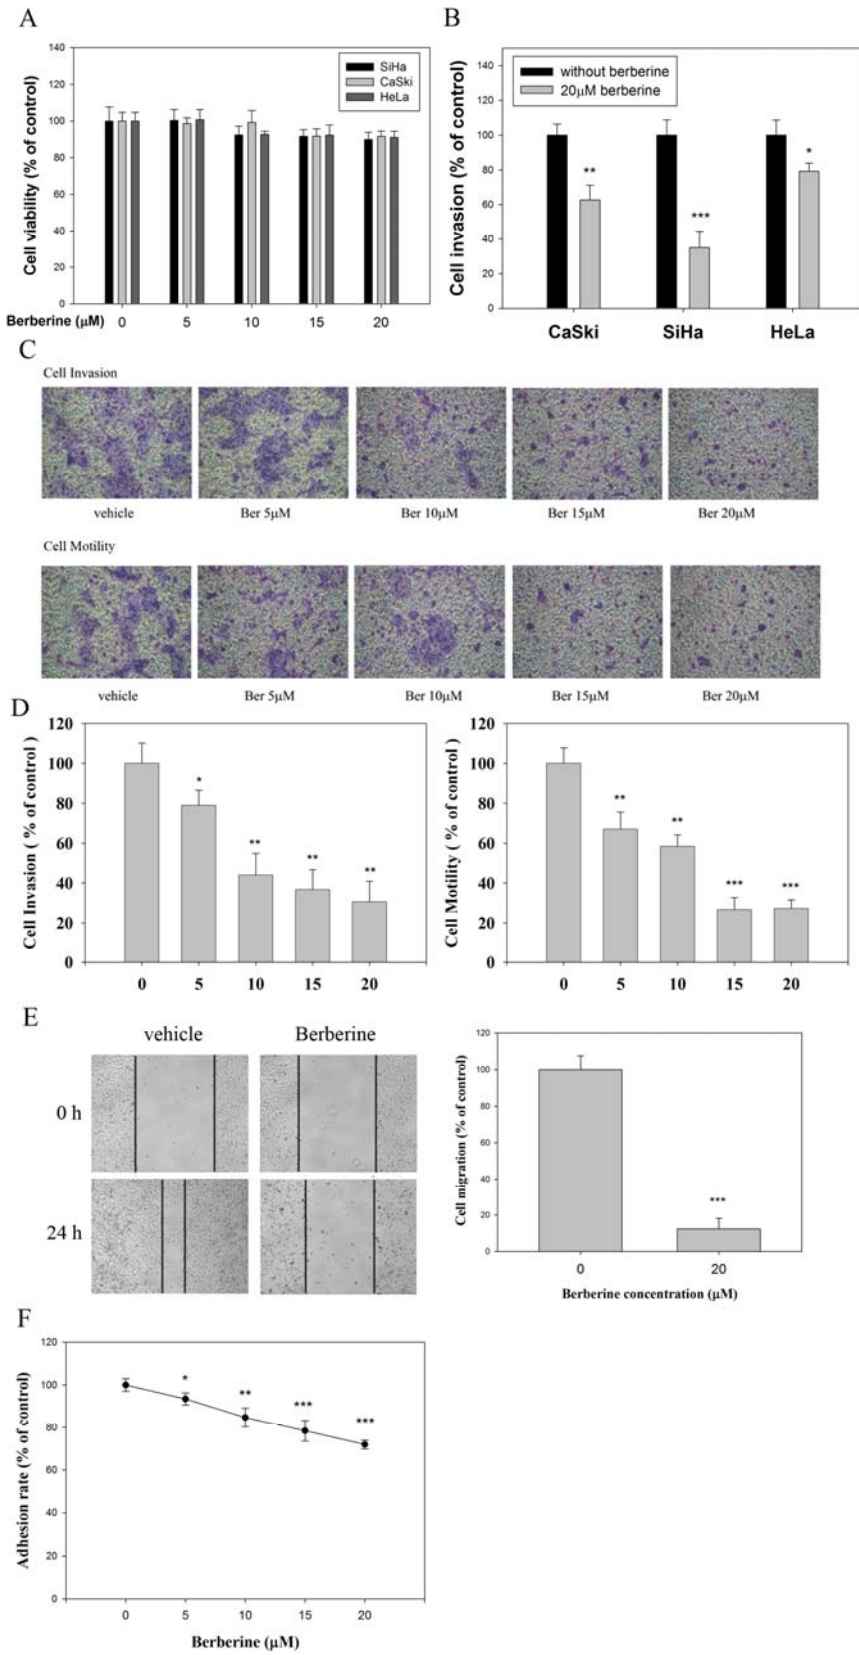 A
Cell viability (% of control)
140
120
100
80
60
40
20
0
SiHa
CaSki
HeLa
Berberine (μM) 0 5 10 15 20
B
Cell invasion (% of control)
140
120
100
80
60
40
20
0
without berberine
20μM berberine
**
***
*
CaSki SiHa HeLa
C
Cell Invasion
vehicle Ber 5μM Ber 10μM Ber 15μM Ber 20μM
Cell Motility
vehicle Ber 5μM Ber 10μM Ber 15μM Ber 20μM
D
Cell Invasion ( % of control )
120
100
80
60
40
20
0
*
**
**
**
0 5 10 15 20
Cell Motility ( % of control )
120
100
80
60
40
20
0
**
**
***
***
0 5 10 15 20
E
vehicle Berberine
0 h
24 h
Cell migration (% of control)
120
100
80
60
40
20
0
***
0 20
Berberine concentration (μM)
F
Adhesion rate (% of control)
120
100
80
60
40
20
0
*
**
***
***
0 5 10 15 20
Berberine (μM)